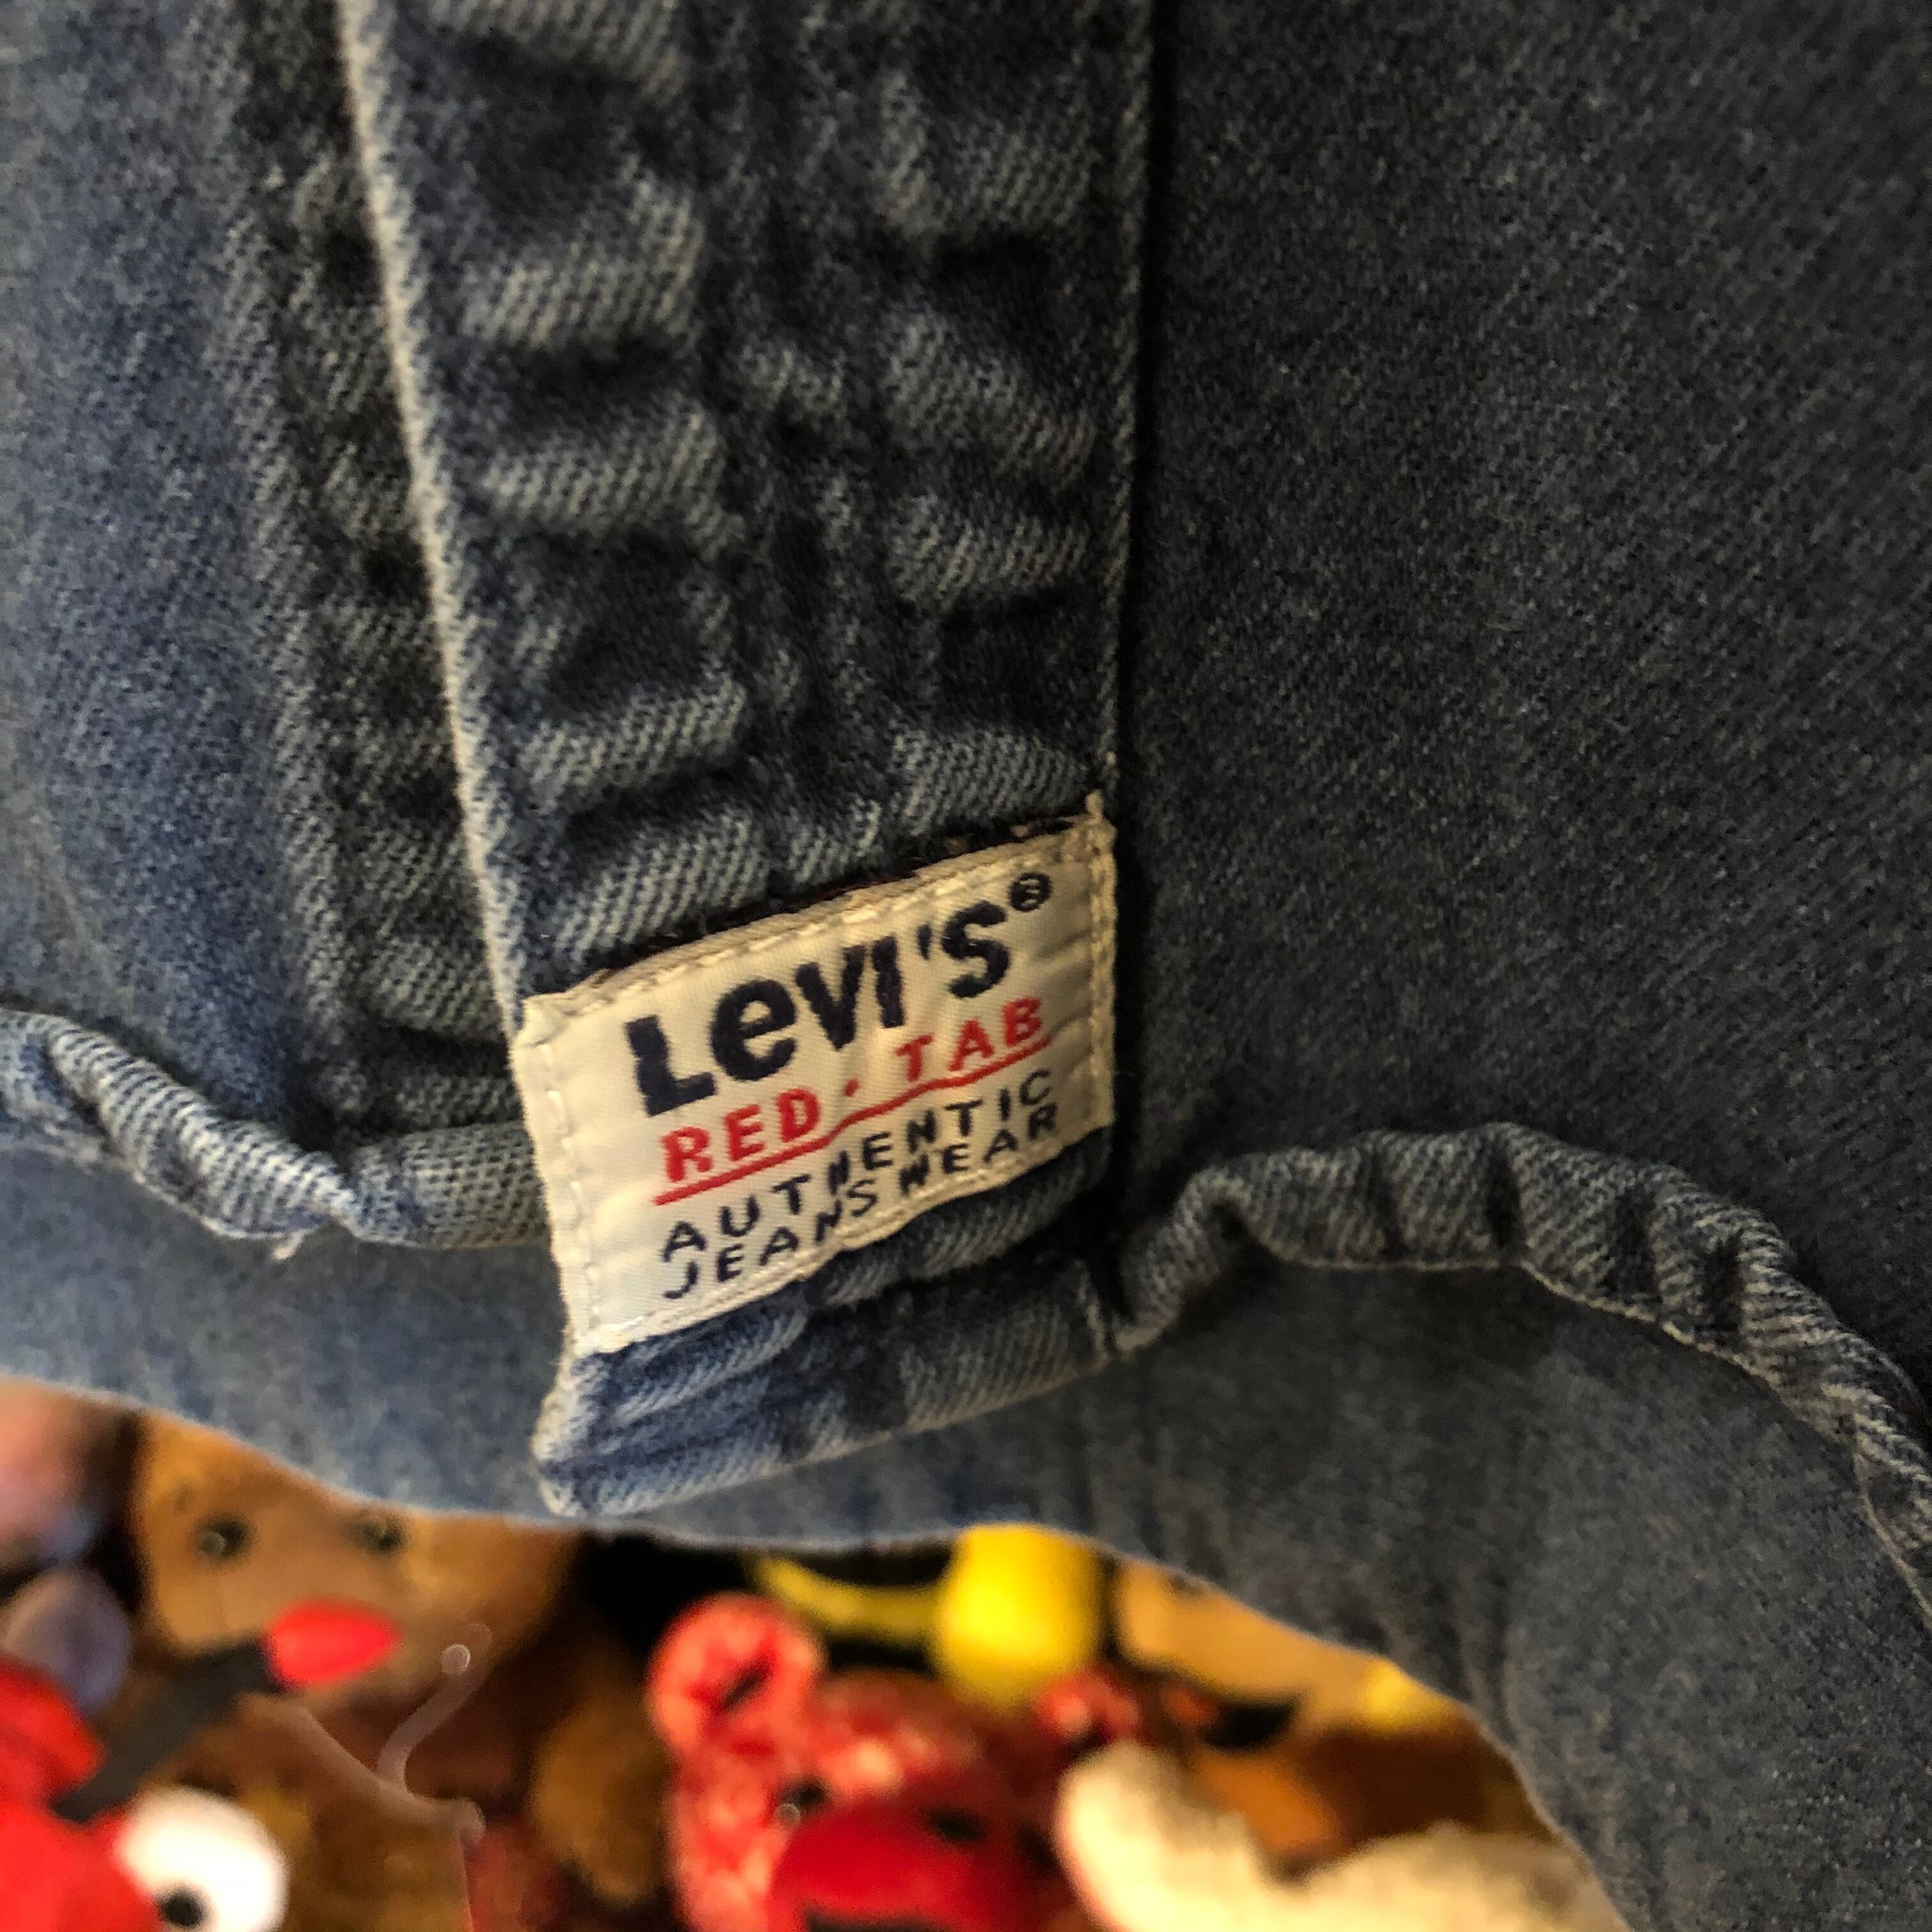 LeVI'S®
RED. TAB
AUTHENTIC
JEANSWEAR